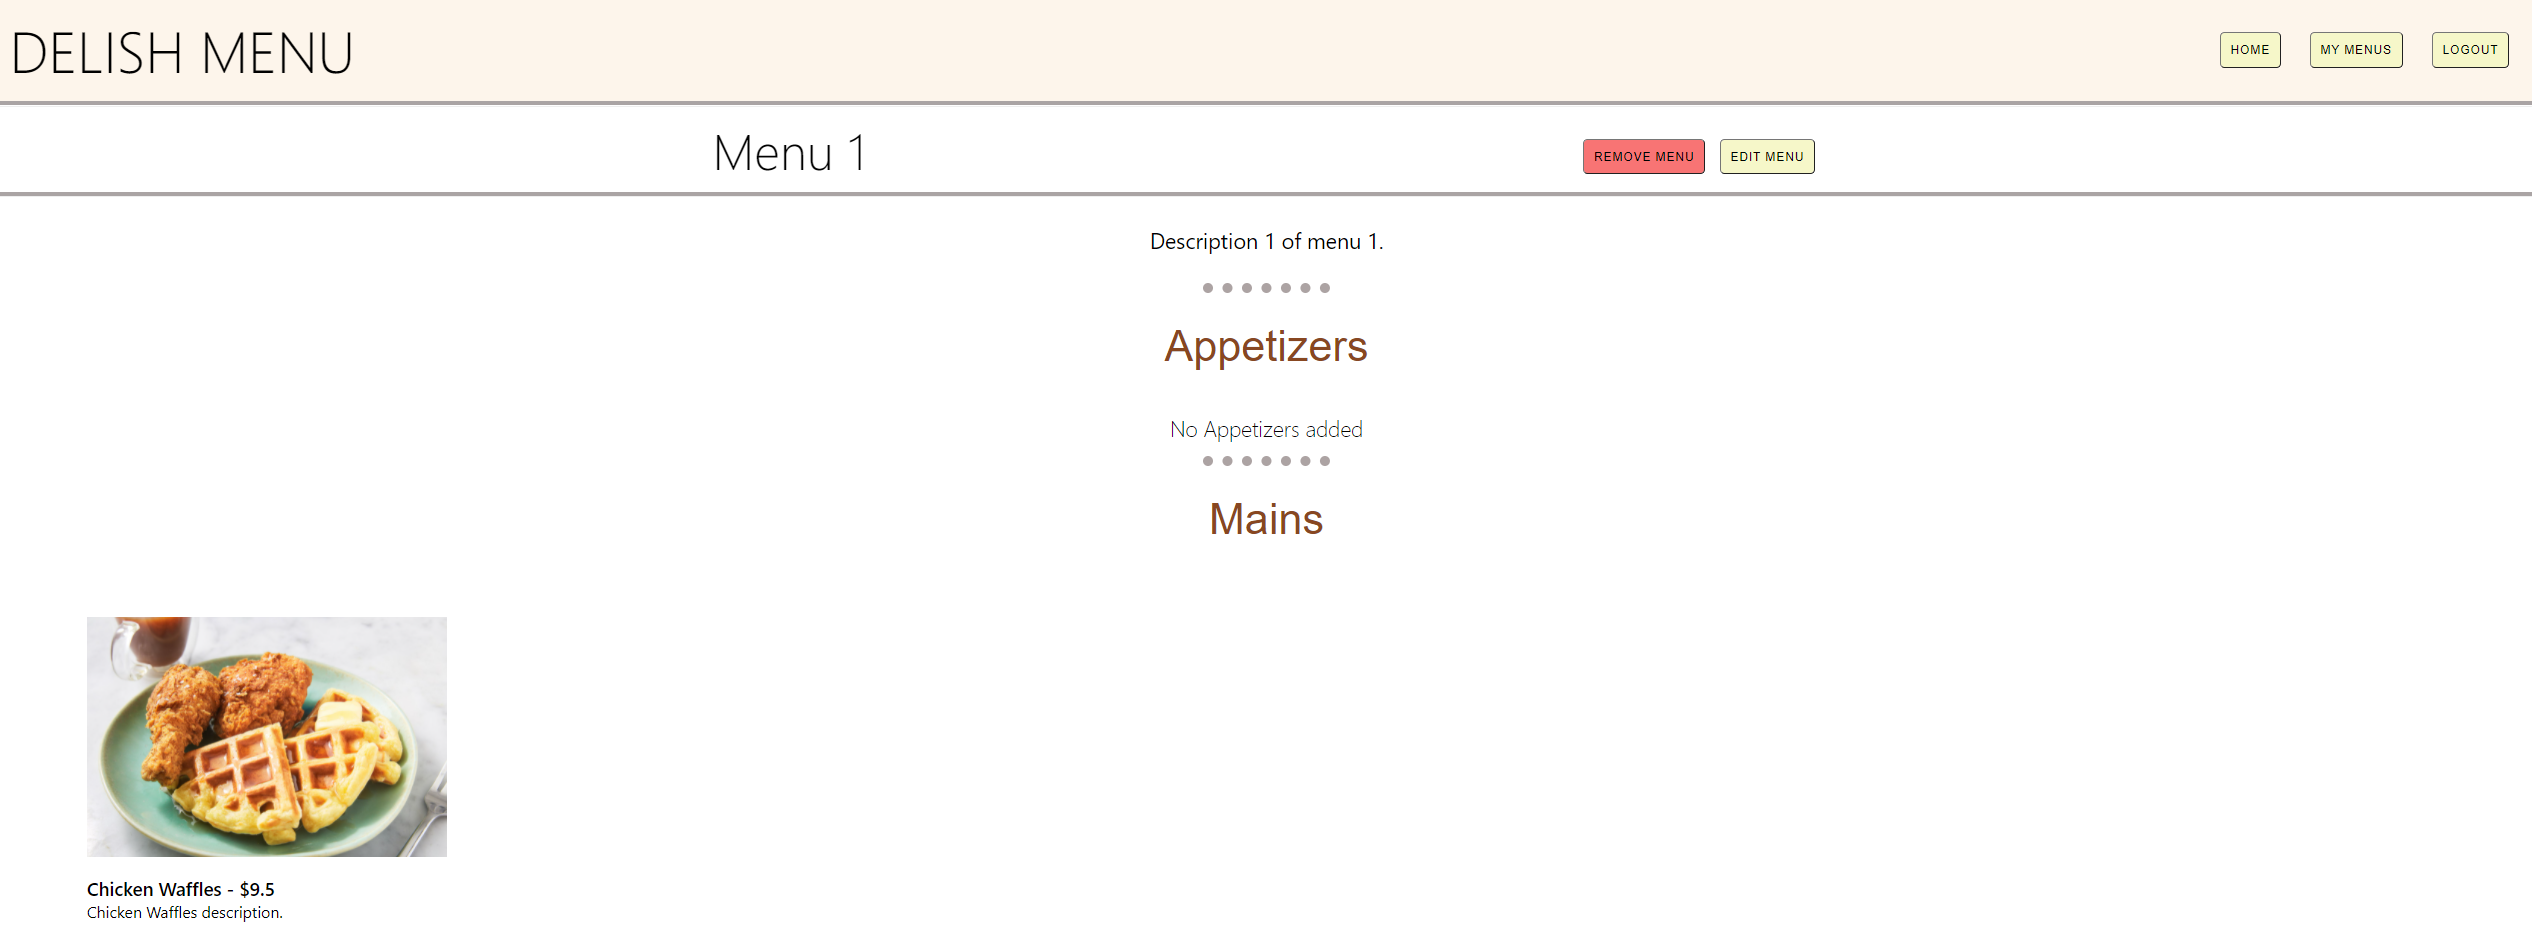 DELISH MENU
HOME
MY MENUS
LOGOUT
Menu 1
REMOVE MENU
EDIT MENU
Description 1 of menu 1.
Appetizers
No Appetizers added
Mains
Chicken Waffles - $9.5
Chicken Waffles description.